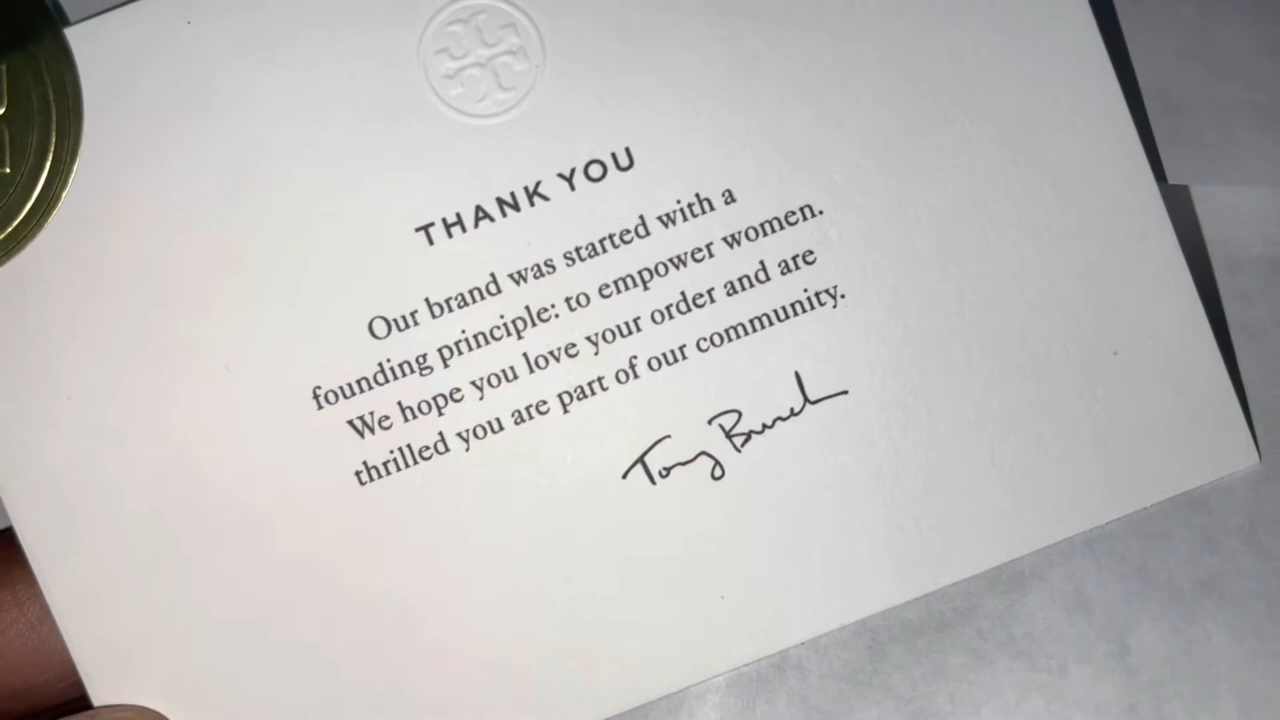 THANK YOU
Our brand was started with a
founding principle: to empower women.
We hope you love your order and are
thrilled you are part of our community.
Tory Burch